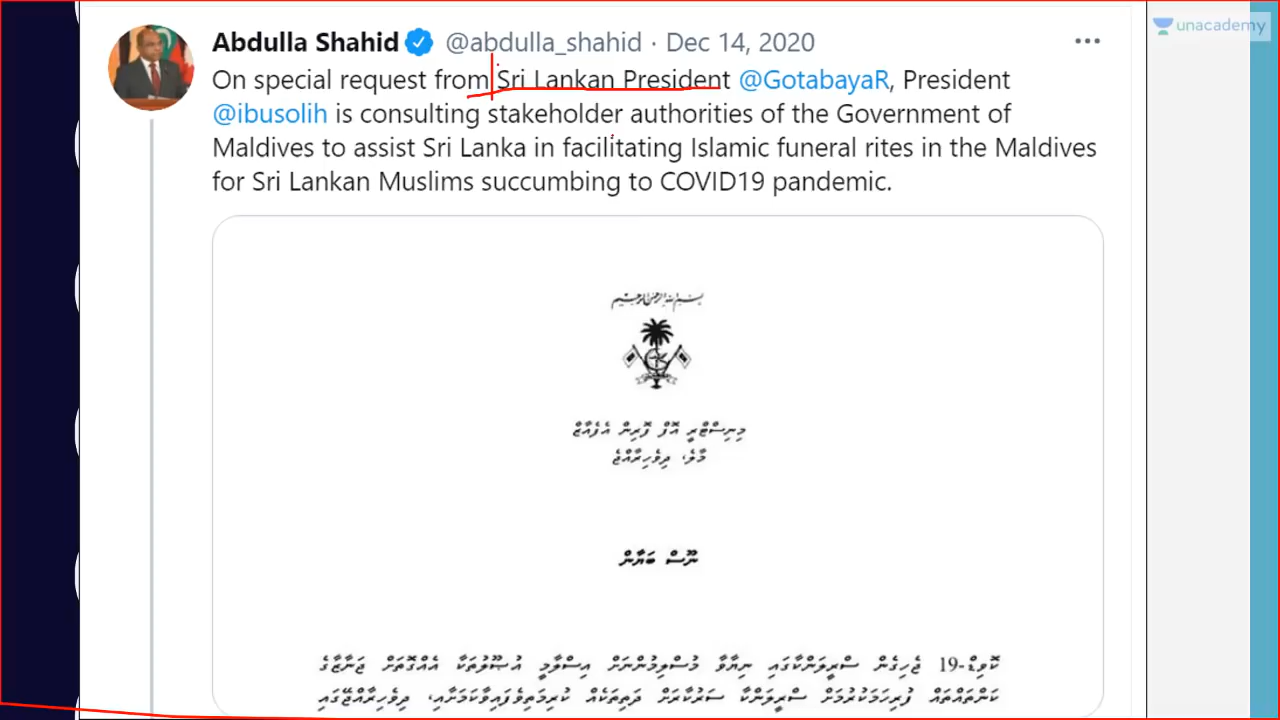 unacademy
Abdulla Shahid @abdulla_shahid · Dec 14, 2020
On special request from Sri Lankan President @GotabayaR, President
@ibusolih is consulting stakeholder authorities of the Government of
Maldives to assist Sri Lanka in facilitating Islamic funeral rites in the Maldives
for Sri Lankan Muslims succumbing to COVID19 pandemic.
މިނިސްޓްރީ އޮފް ފޮރިން އެފެއާޒް
މާލެ، ދިވެހިރާއްޖެ
ނޫސް ބަޔާން
ކޮވިޑް-19 ޖެހިގެން ސްރީލަންކާގައި ނިޔާވާ މުސްލިމުންނަށް އިސްލާމީ އުޞޫލުތަކާ އެއްގޮތަށް ޖަނާޒާގެ
ކަންތައްތައް ފުރިހަމަކުރުމަށް ސްރީލަންކާ ސަރުކާރަށް ދަތިތަކެއް ކުރިމަތިވެފައިވާކަމަށާއި، ދިވެހިރާއްޖޭގައި